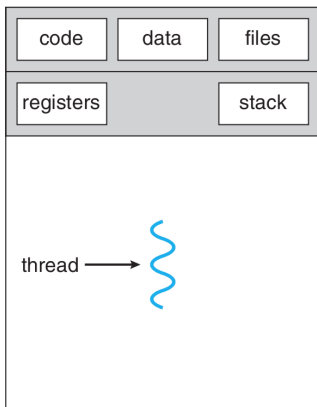 code data files
registers stack
thread